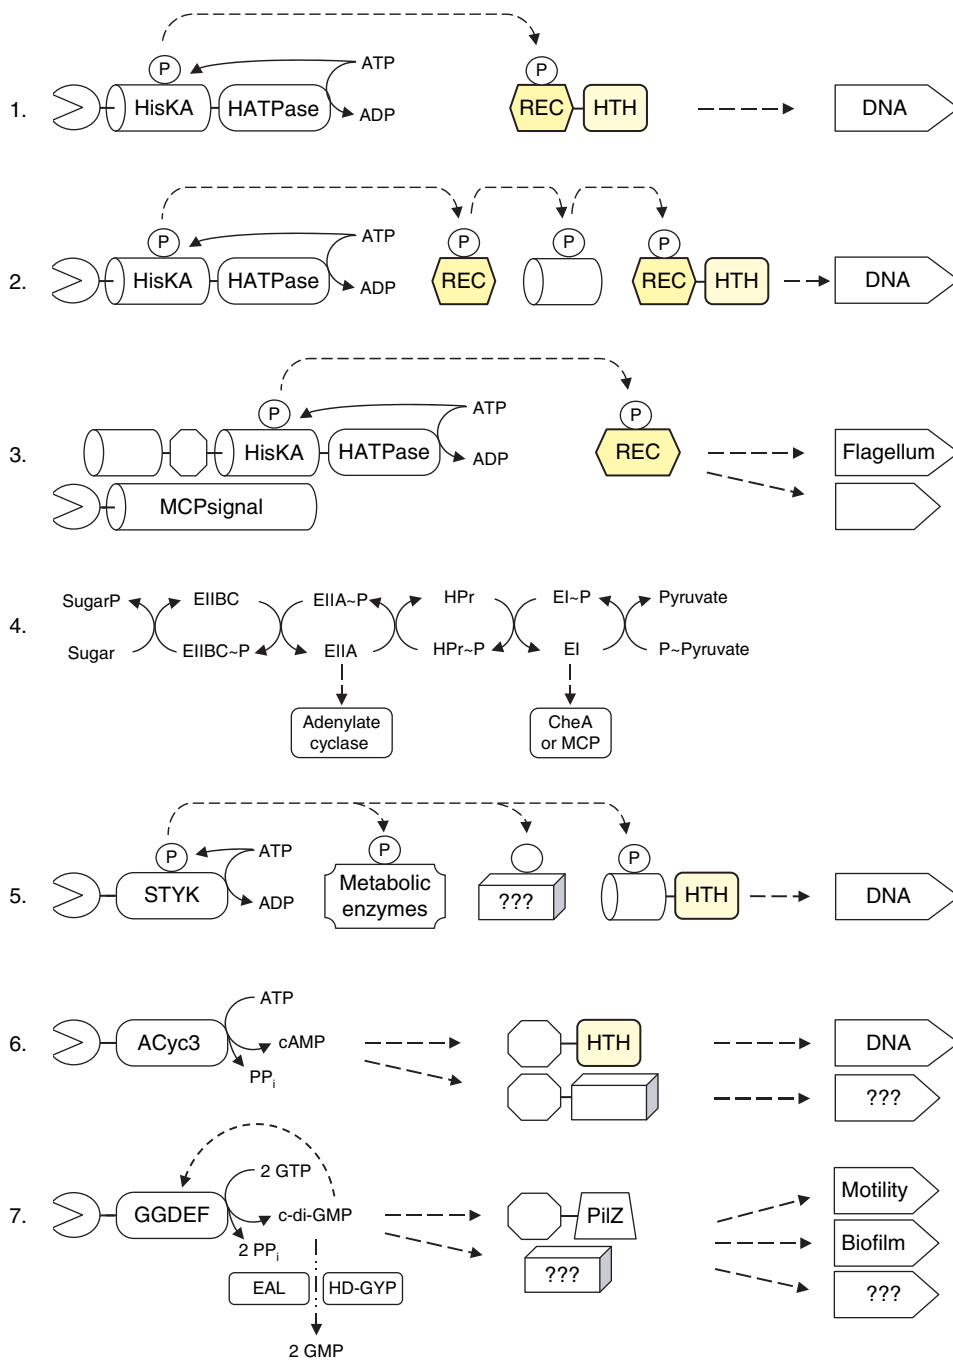 P P
ATP
1. HisKA HATPase ADP REC HTH DNA
P ATP P P P
2. HisKA HATPase ADP REC REC HTH DNA
P ATP P
3. HisKA HATPase ADP REC Flagellum
MCPsignal
SugarP EIIBC EIIA~P HPr EI~P Pyruvate
4.
Sugar EIIBC~P EIIA HPr~P EI P~Pyruvate
Adenylate
cyclase
CheA
or MCP
P ATP P P
5. STYK ADP Metabolic
enzymes
??? HTH DNA
ATP
6. ACyc3 cAMP HTH DNA
PPi
???
2 GTP Motility
7. GGDEF c-di-GMP PilZ
2 PPi Biofilm
EAL HD-GYP ??? ???
2 GMP